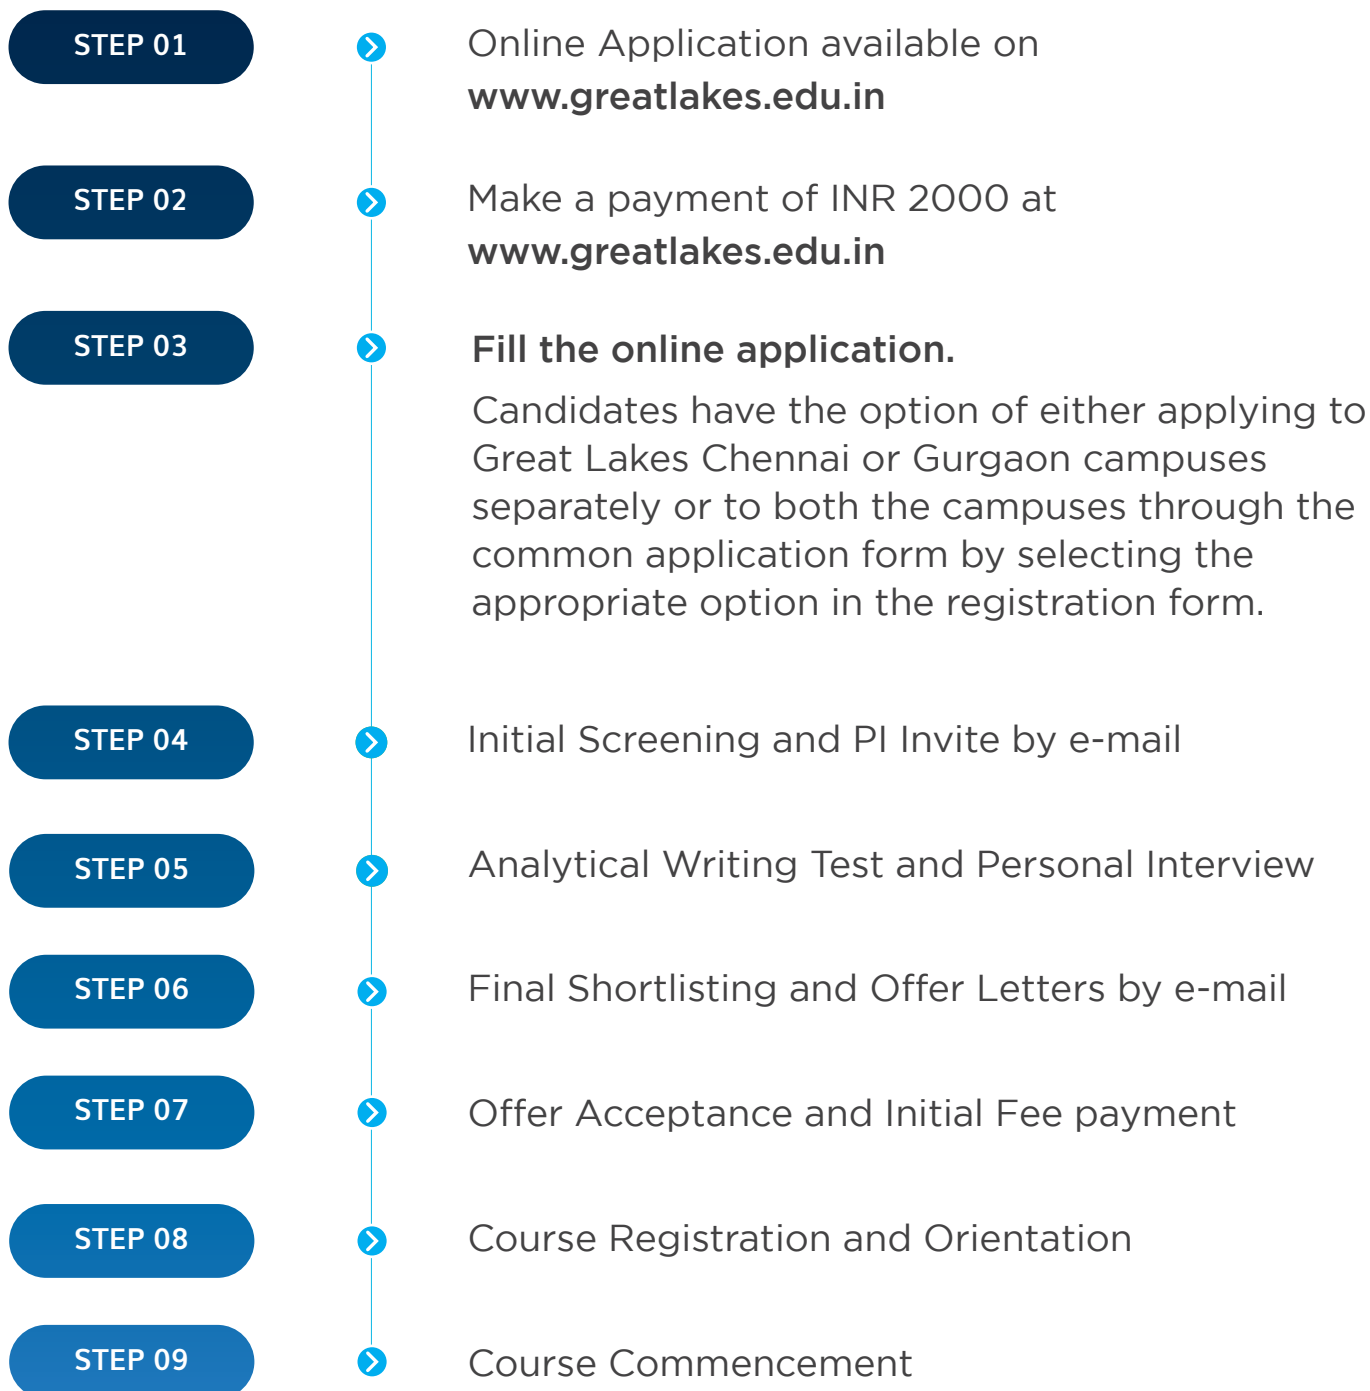 STEP 01
Online Application available on
www.greatlakes.edu.in
STEP 02
Make a payment of INR 2000 at
www.greatlakes.edu.in
STEP 03
Fill the online application.
Candidates have the option of either applying to
Great Lakes Chennai or Gurgaon campuses
separately or to both the campuses through the
common application form by selecting the
appropriate option in the registration form.
STEP 04
Initial Screening and PI Invite by e-mail
STEP 05
Analytical Writing Test and Personal Interview
STEP 06
Final Shortlisting and Offer Letters by e-mail
STEP 07
Offer Acceptance and Initial Fee payment
STEP 08
Course Registration and Orientation
STEP 09
Course Commencement